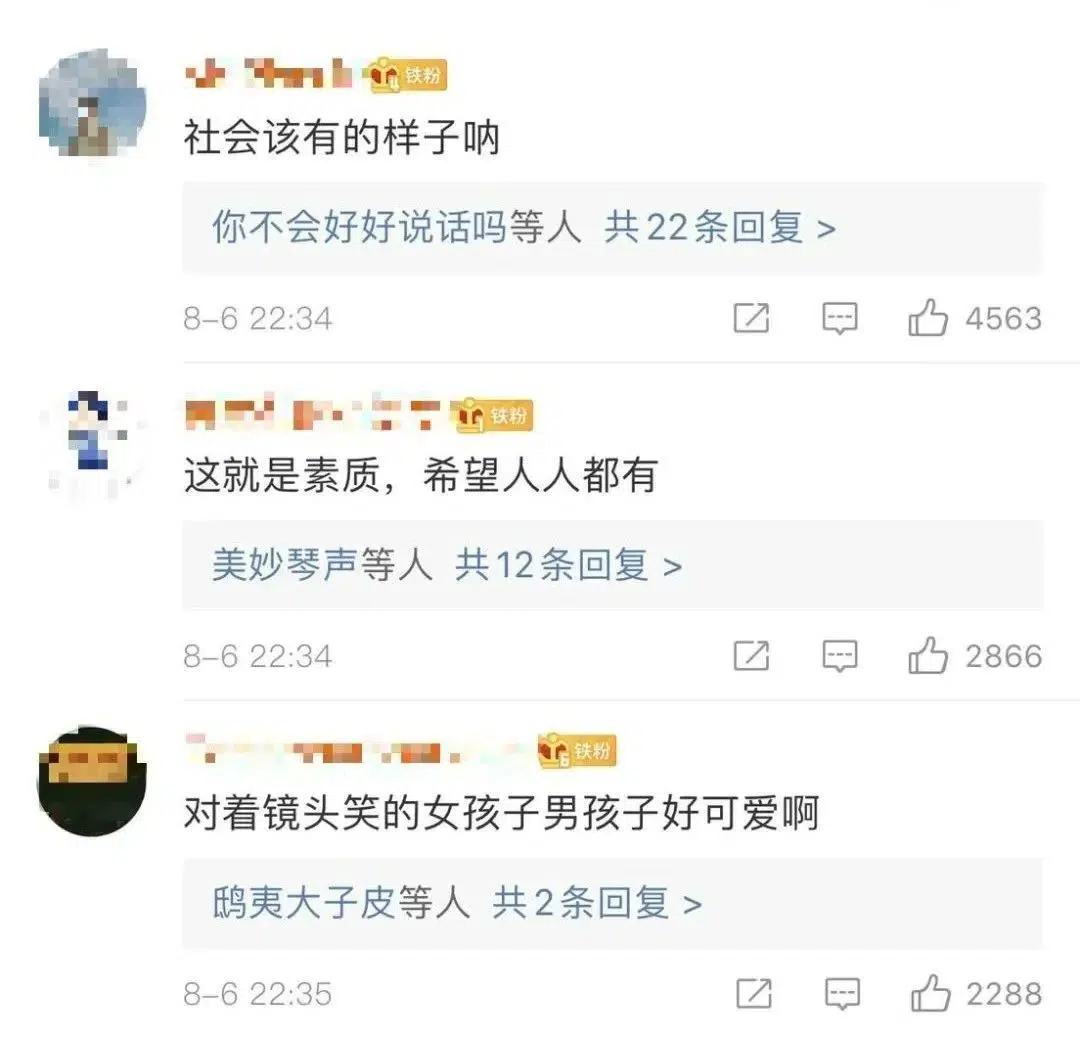 4 铁粉
社会该有的样子呐
你不会好好说话吗等人 共22条回复 >
8-6 22:34 4563
1 铁粉
这就是素质，希望人人都有
美妙琴声等人 共12条回复 >
8-6 22:34 2866
6 铁粉
对着镜头笑的女孩子男孩子好可爱啊
鸱夷大子皮等人 共2条回复 >
8-6 22:35 2288